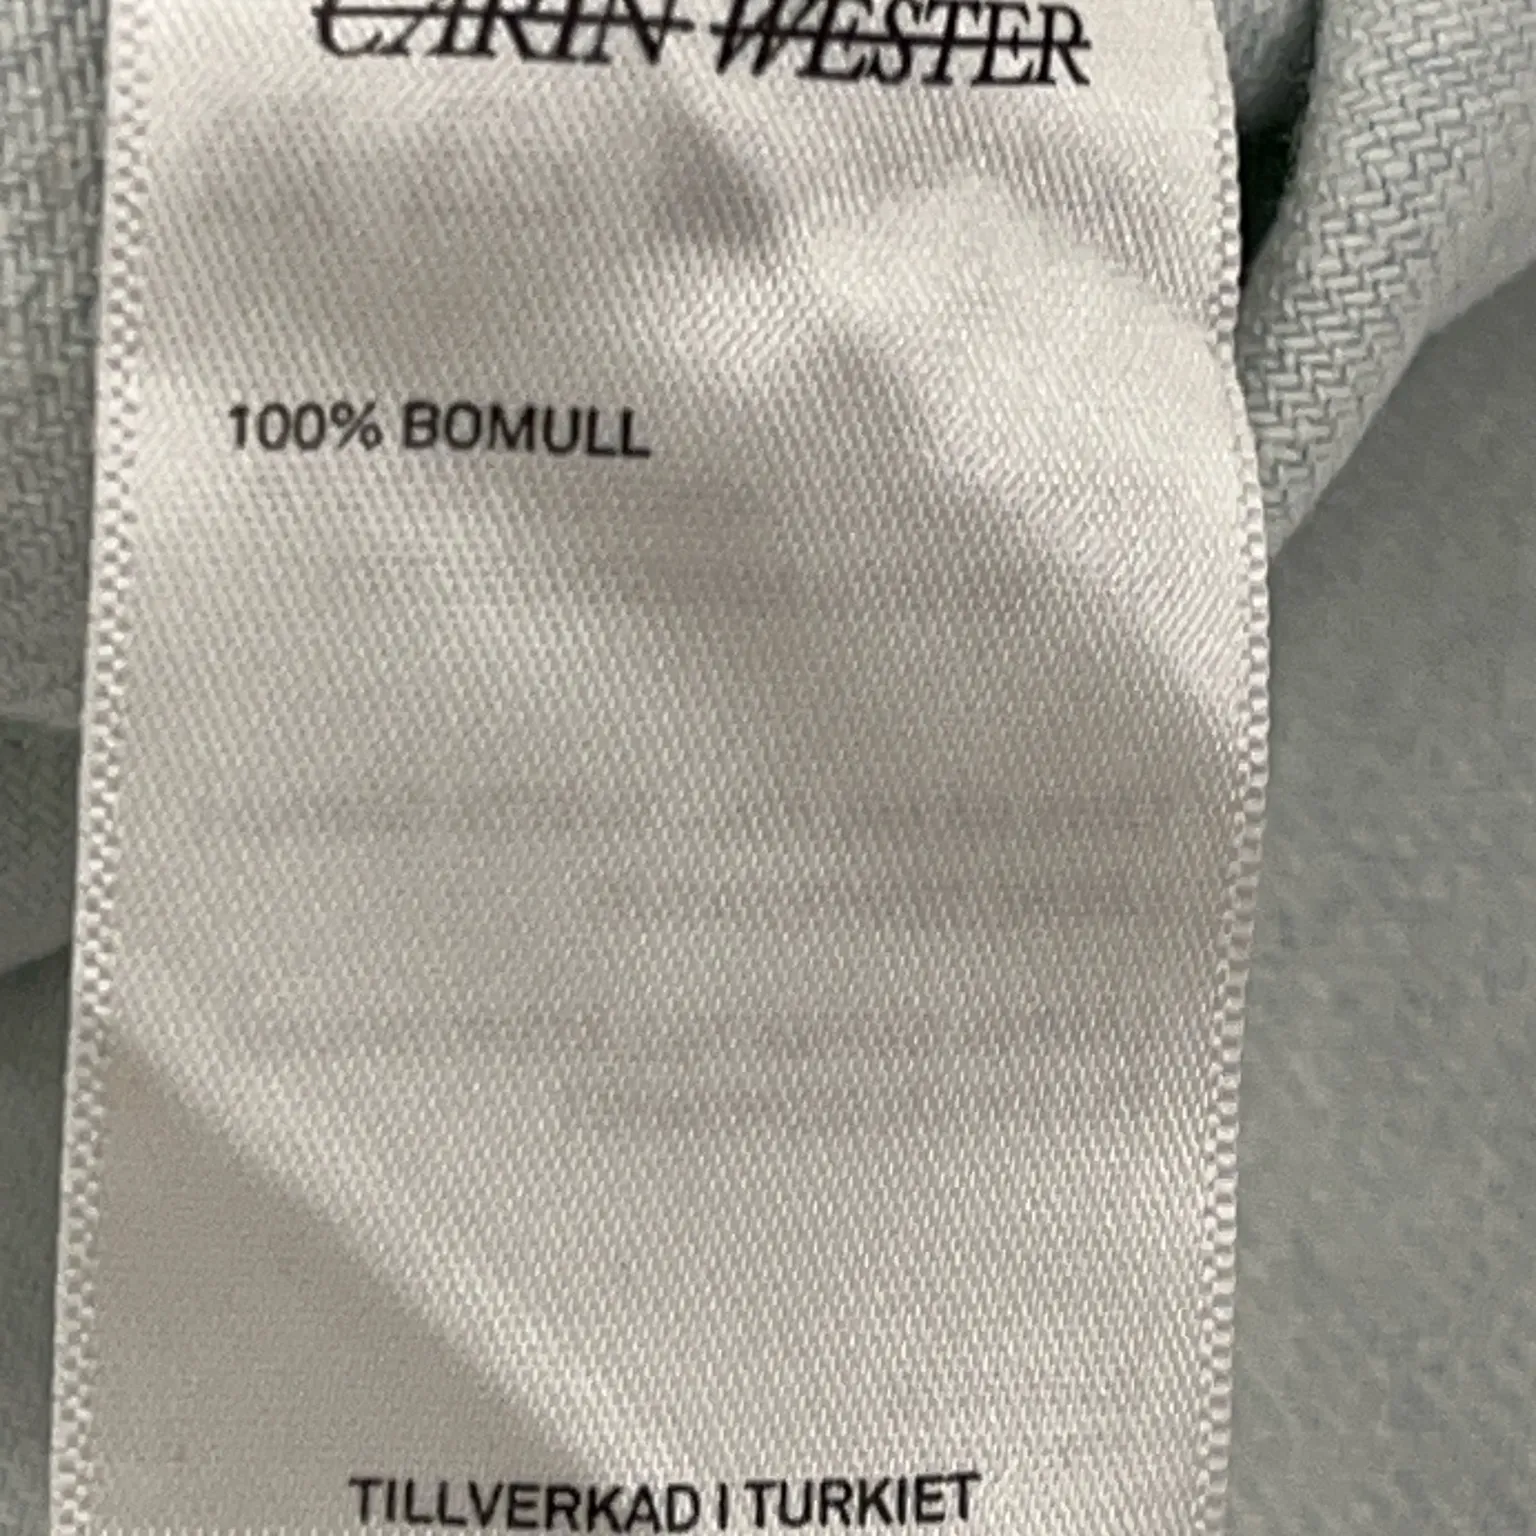 CARIN WESTER
100% BOMULL
TILLVERKAD I TURKIET